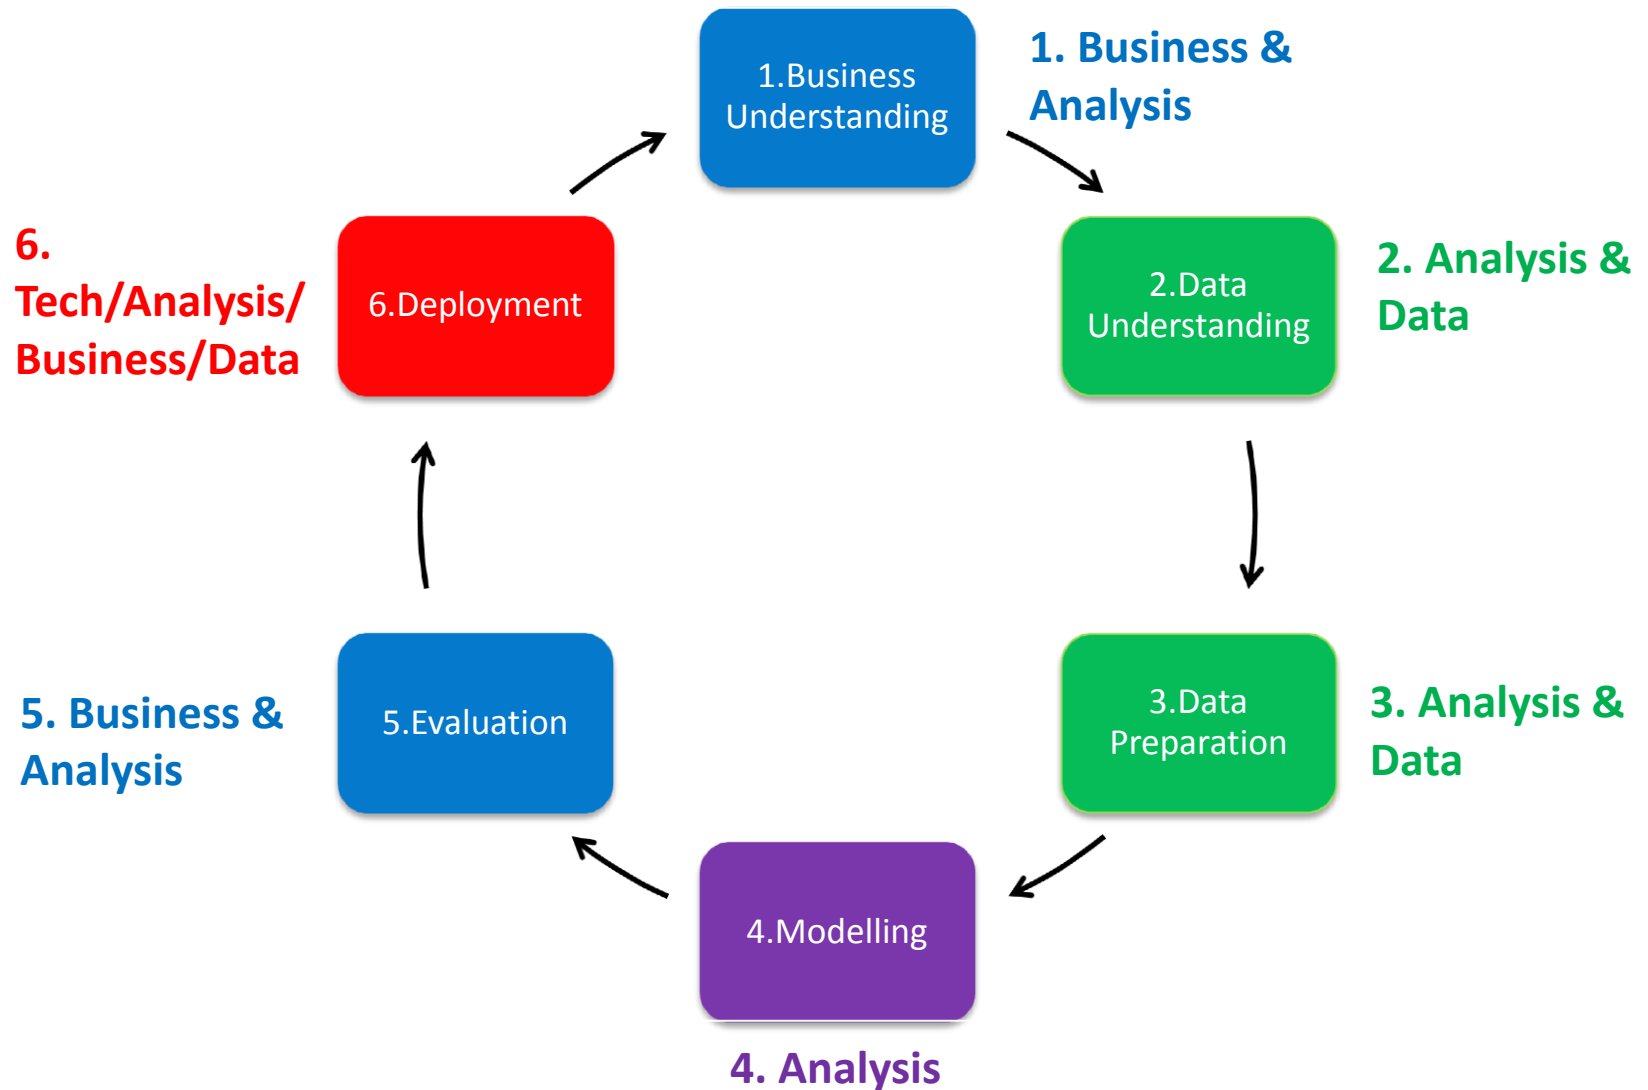 1.Business
Understanding
1. Business &
Analysis
2.Data
Understanding
2. Analysis &
Data
3.Data
Preparation
3. Analysis &
Data
4.Modelling
4. Analysis
5.Evaluation
5. Business &
Analysis
6.Deployment
6.
Tech/Analysis/
Business/Data